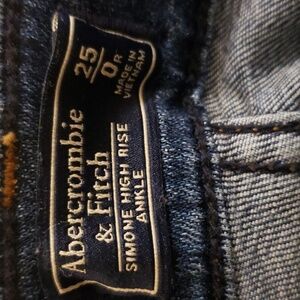 Abercrombie
& Fitch
25
0R
MADE IN
VIETNAM
SIMONE HIGH RISE
ANKLE